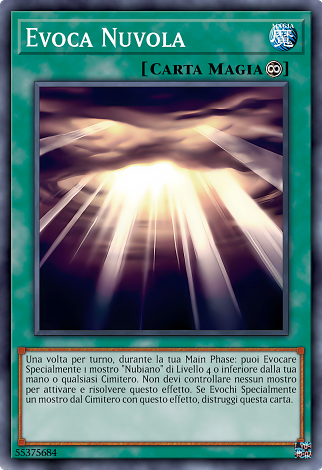 Evoca Nuvola
MAGIA
[Carta Magia]
Una volta per turno, durante la tua Main Phase: puoi Evocare
Specialmente 1 mostro "Nubiano" di Livello 4 o inferiore dalla tua
mano o qualsiasi Cimitero. Non devi controllare nessun mostro
per attivare e risolvere questo effetto. Se Evochi Specialmente
un mostro dal Cimitero con questo effetto, distruggi questa carta.
55375684